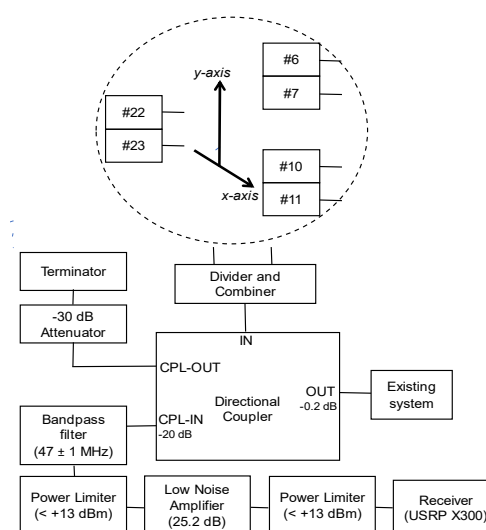 #6
y-axis
#7
#22
#23
#10
x-axis
#11
Terminator
Divider and
Combiner
-30 dB
Attenuator
IN
CPL-OUT
Directional
Coupler
OUT
-0.2 dB
Existing
system
CPL-IN
-20 dB
Bandpass
filter
(47 ± 1 MHz)
Power Limiter
(< +13 dBm)
Low Noise
Amplifier
(25.2 dB)
Power Limiter
(< +13 dBm)
Receiver
(USRP X300)